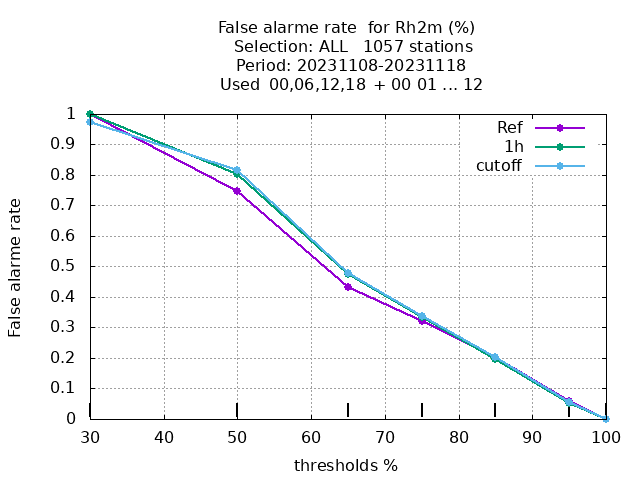 False alarme rate  for Rh2m (%)
Selection: ALL   1057 stations
Period: 20231108-20231118
Used  00,06,12,18  + 00 01 ... 12
Ref
1h
cutoff
1
0.9
0.8
0.7
0.6
0.5
0.4
0.3
0.2
0.1
0
False alarme rate
30 40 50 60 70 80 90 100
thresholds %